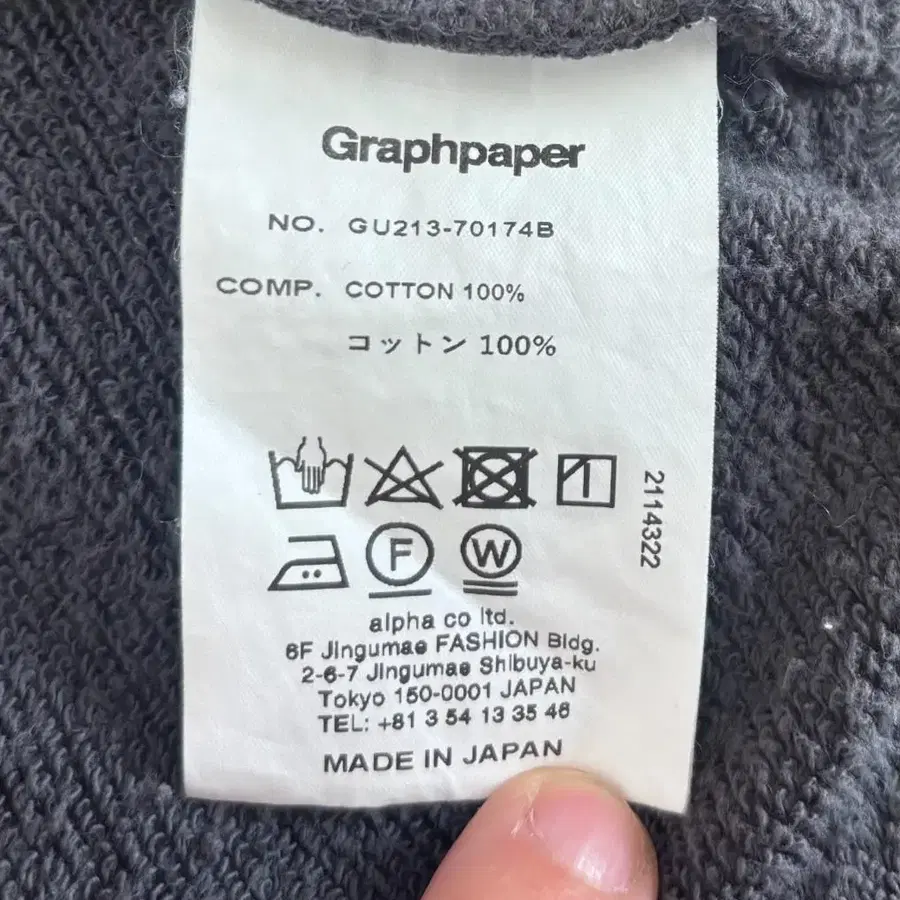 Graphpaper
NO. GU213-70174B
COMP. COTTON 100%
コットン 100%
2114322
F
W
alpha co ltd.
6F Jingumae FASHION Bldg.
2-6-7 Jingumae Shibuya-ku
Tokyo 150-0001 JAPAN
TEL: +81 3 54 13 35 46
MADE IN JAPAN